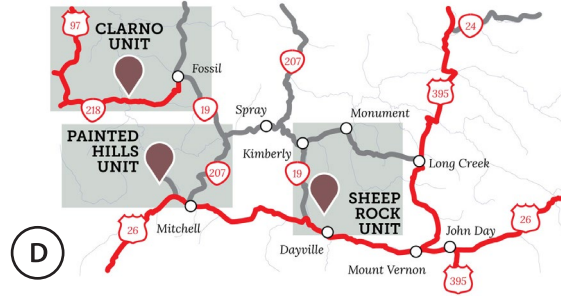 97
CLARNO
UNIT
Fossil
218
19
207
24
395
Spray
Monument
Kimberly
Long Creek
PAINTED
HILLS
UNIT
207
19
SHEEP
ROCK
UNIT
Mitchell
26
Dayville
John Day
26
Mount Vernon
395
D